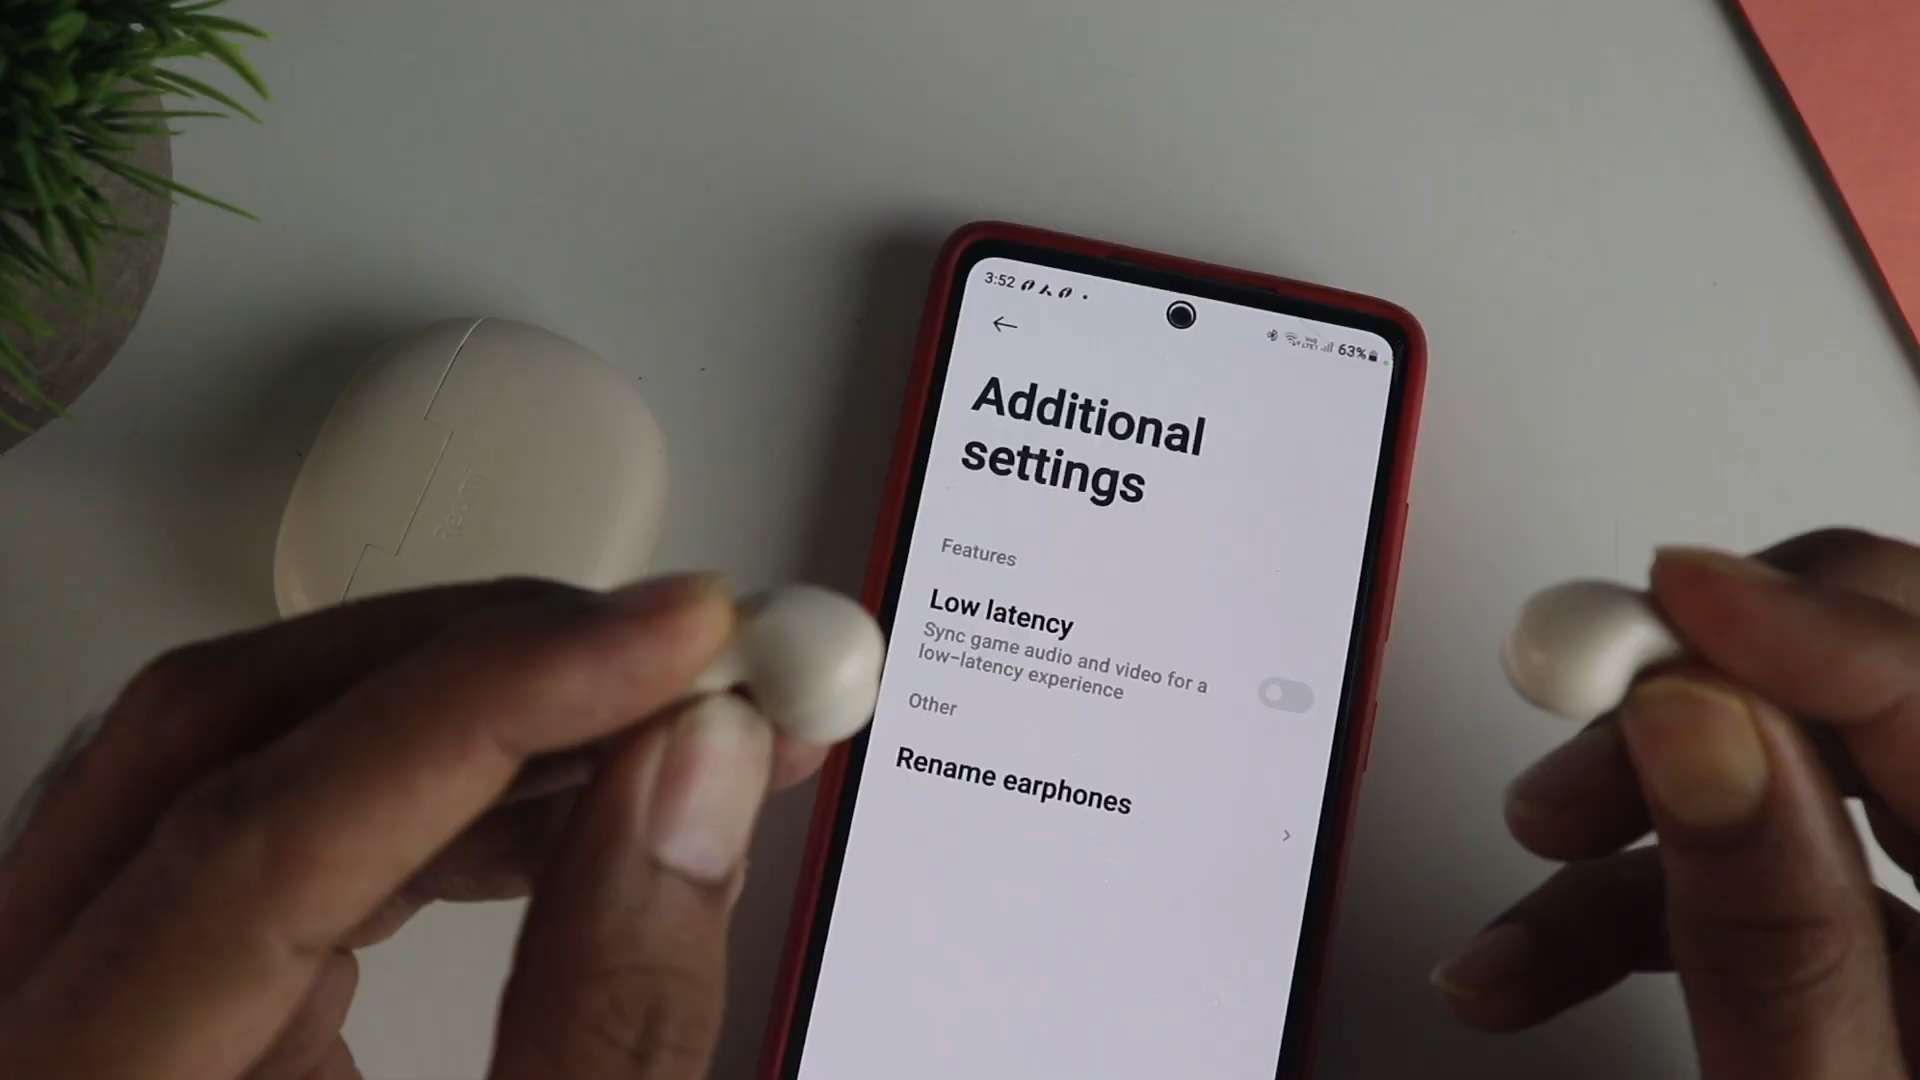 3:52
63%
Additional
settings
Features
Low latency
Sync game audio and video for a
low-latency experience
Other
Rename earphones
Redmi